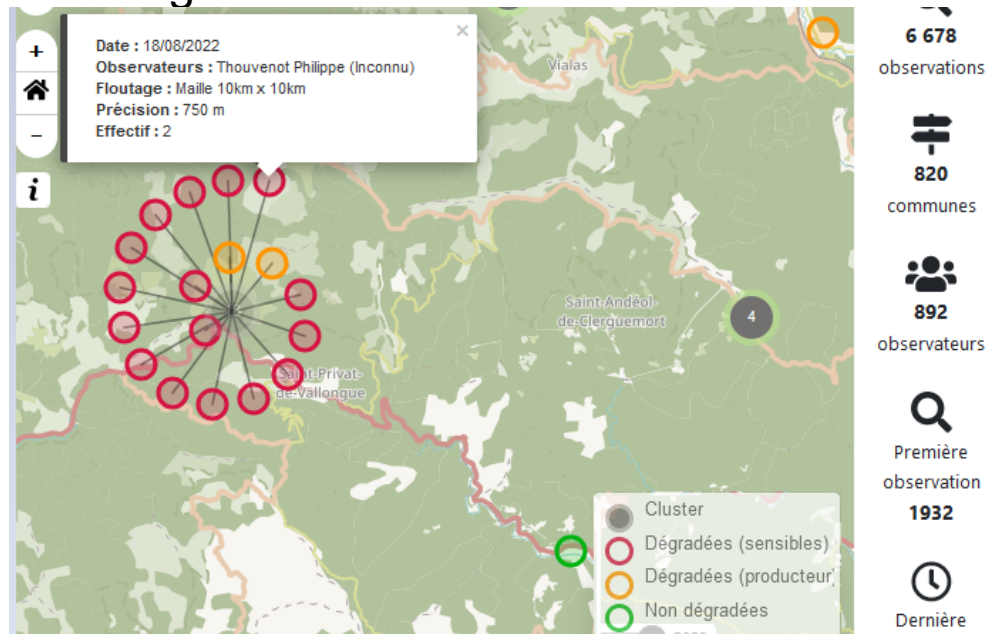 ×
Date : 18/08/2022
Observateurs : Thouvenot Philippe (Inconnu)
Floutage : Maille 10km x 10km
Précision : 750 m
Effectif : 2
+
−
i
Vialas
Saint-Andéol-
de-Clerguemort
4
Saint-Privat-
de-Vallongue
Cluster
Dégradées (sensibles)
Dégradées (producteur
Non dégradées
6 678
observations
820
communes
892
observateurs
Première
observation
1932
Dernière